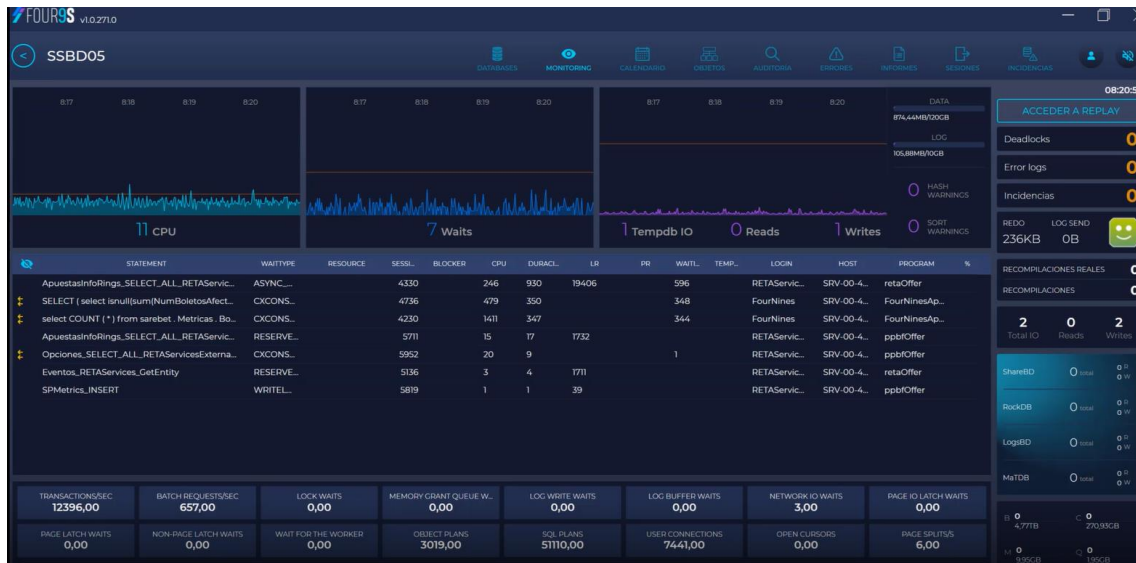 FOUR9S v1.0.271.0
SSBD05
DATABASES MONITORING CALENDARIO OBJETOS AUDITORIA ERRORES INFORMES SESIONES INCIDENCIAS
8:17 8:18 8:19 8:20 8:17 8:18 8:19 8:20 8:17 8:18 8:19 8:20
11 CPU
7 Waits
1 Tempdb IO 0 Reads 1 Writes
DATA
874,44MB/120GB
LOG
105,88MB/10GB
0 HASH WARNINGS
0 SORT WARNINGS
STATEMENT WAITTYPE RESOURCE SESSI... BLOCKER CPU DURACI... LR PR WAITI... TEMP... LOGIN HOST PROGRAM %
ApuestasInfoRings_SELECT_ALL_RETAServic... ASYNC_... 4330 246 930 19406 596 RETAServic... SRV-00-4... retaOffer
SELECT ( select isnull(sum(NumBoletosAfect... CXCONS... 4736 479 350 348 FourNines SRV-00-4... FourNinesAp...
select COUNT ( * ) from sarebet . Metricas . Bo... CXCONS... 4230 1411 347 344 FourNines SRV-00-4... FourNinesAp...
ApuestasInfoRings_SELECT_ALL_RETAServic... RESERVE... 5711 15 17 1732 RETAServic... SRV-00-4... ppbfOffer
Opciones_SELECT_ALL_RETAServicesExterna... CXCONS... 5952 20 9 1 RETAServic... SRV-00-4... ppbfOffer
Eventos_RETAServices_GetEntity RESERVE... 5136 3 4 1711 RETAServic... SRV-00-4... retaOffer
SPMetrics_INSERT WRITEL... 5819 1 1 39 RETAServic... SRV-00-4... ppbfOffer
TRANSACTIONS/SEC BATCH REQUESTS/SEC LOCK WAITS MEMORY GRANT QUEUE W... LOG WRITE WAITS LOG BUFFER WAITS NETWORK IO WAITS PAGE IO LATCH WAITS
12396,00 657,00 0,00 0,00 0,00 0,00 3,00 0,00
PAGE LATCH WAITS NON-PAGE LATCH WAITS WAIT FOR THE WORKER OBJECT PLANS SQL PLANS USER CONNECTIONS OPEN CURSORS PAGE SPLITS/S
0,00 0,00 0,00 3019,00 51110,00 7441,00 0,00 6,00
08:20:5
ACCEDER A REPLAY
Deadlocks 0
Error logs 0
Incidencias 0
REDO LOG SEND
236KB 0B
RECOMPILACIONES REALES 0
RECOMPILACIONES 0
2 0 2
Total IO Reads Writes
ShareBD 0 total 0 R 0 W
RockDB 0 total 0 R 0 W
LogsBD 0 total 0 R 0 W
MaTDB 0 total 0 R 0 W
B 0 C 0
4,77TB 270,93GB
M 0 Q 0
9,95GB 1,95GB